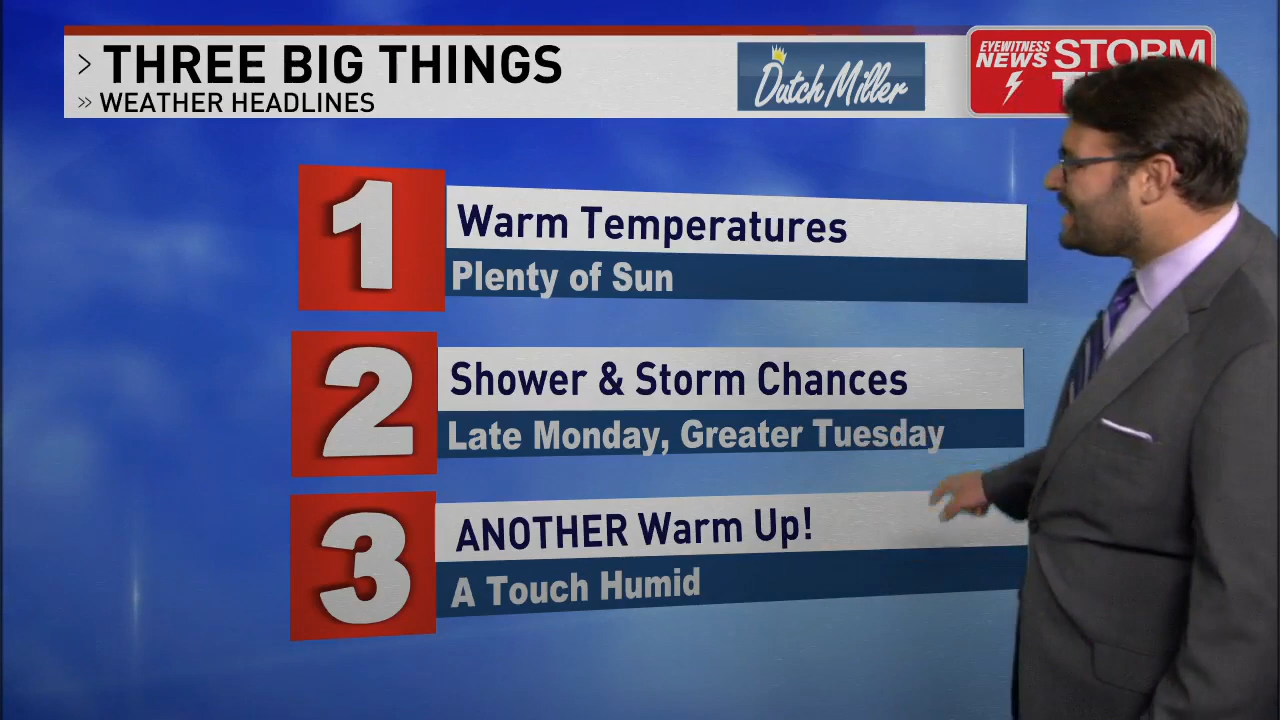 > THREE BIG THINGS
» WEATHER HEADLINES
Dutch Miller
EYEWITNESS
NEWS
STORM
1
Warm Temperatures
Plenty of Sun
2
Shower & Storm Chances
Late Monday, Greater Tuesday
3
ANOTHER Warm Up!
A Touch Humid